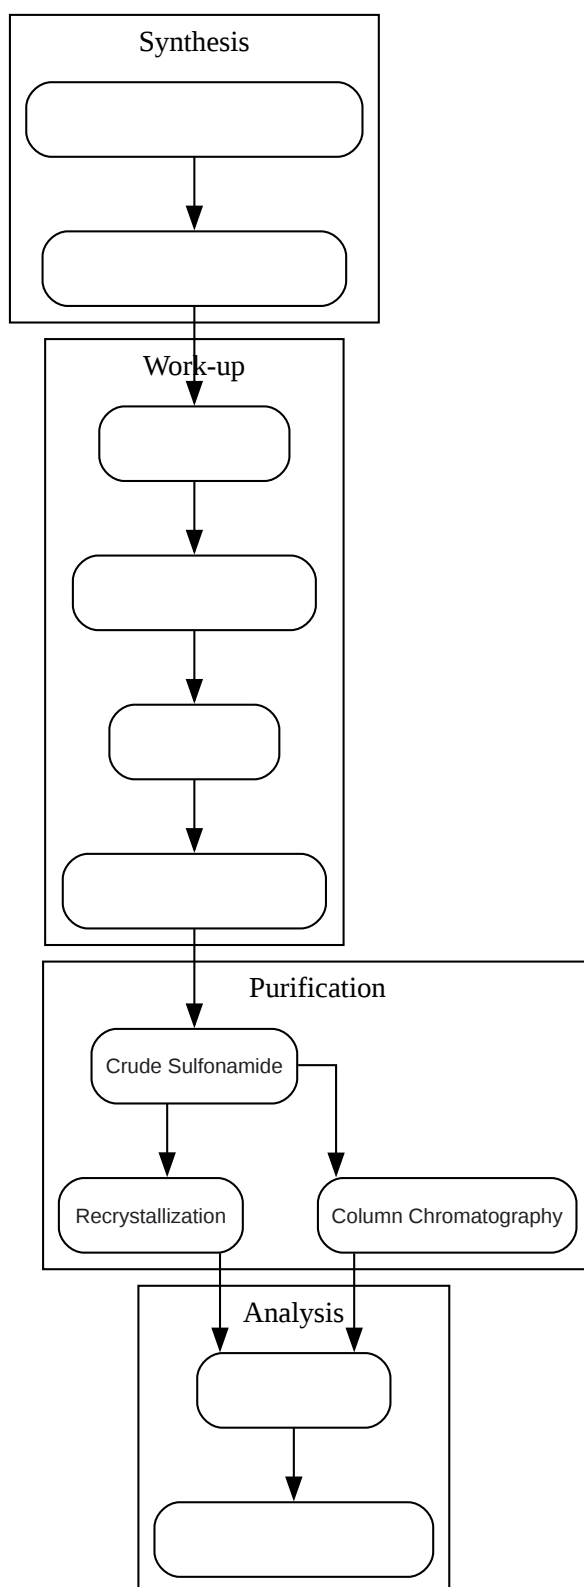 Synthesis
Work-up
Purification
Crude Sulfonamide
Recrystallization
Column Chromatography
Analysis